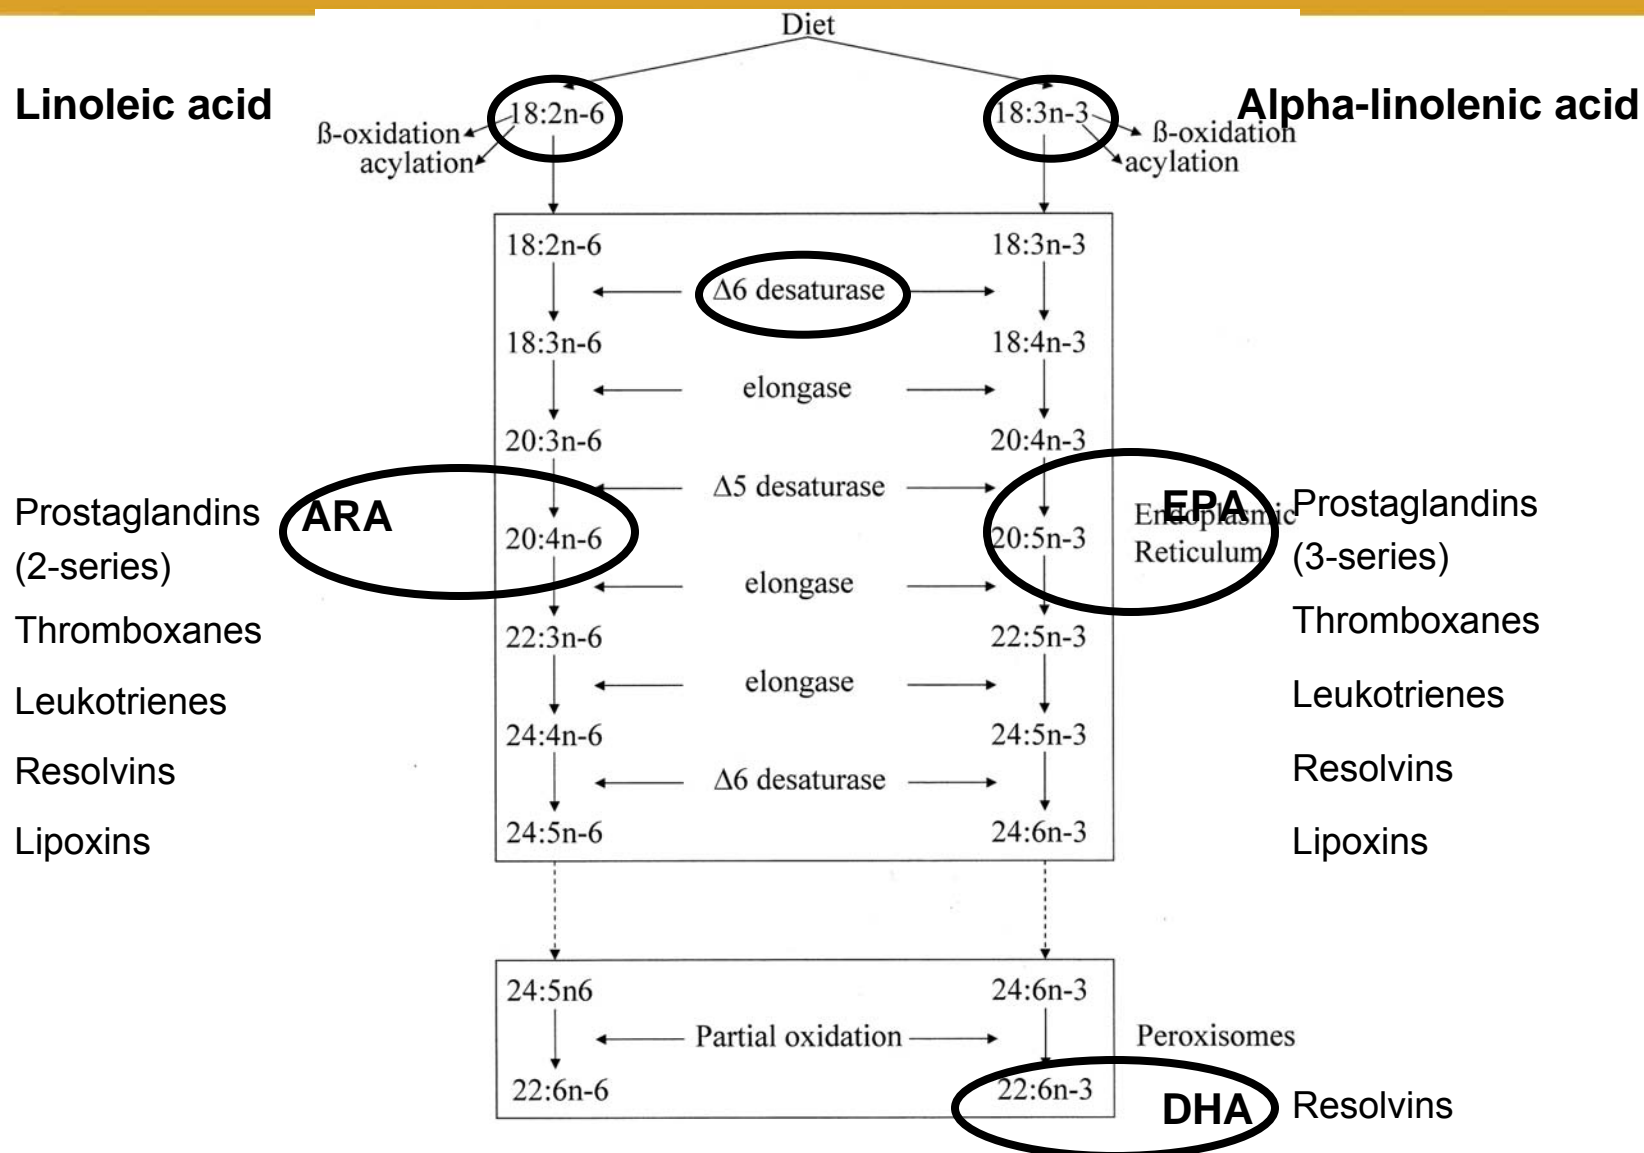 Diet
Linoleic acid
18:2n-6
18:3n-3
Alpha-linolenic acid
ß-oxidation
acylation
ß-oxidation
acylation
18:2n-6
18:3n-3
Δ6 desaturase
18:3n-6
18:4n-3
elongase
20:3n-6
20:4n-3
Δ5 desaturase
Prostaglandins
(2-series)
ARA
20:4n-6
20:5n-3
EPA
Endoplasmic
Reticulum
Prostaglandins
(3-series)
elongase
Thromboxanes
22:3n-6
22:5n-3
Thromboxanes
elongase
Leukotrienes
24:4n-6
24:5n-3
Leukotrienes
Δ6 desaturase
Resolvins
Resolvins
Lipoxins
24:5n-6
24:6n-3
Lipoxins
24:5n6
24:6n-3
Partial oxidation
Peroxisomes
22:6n-6
22:6n-3
DHA
Resolvins